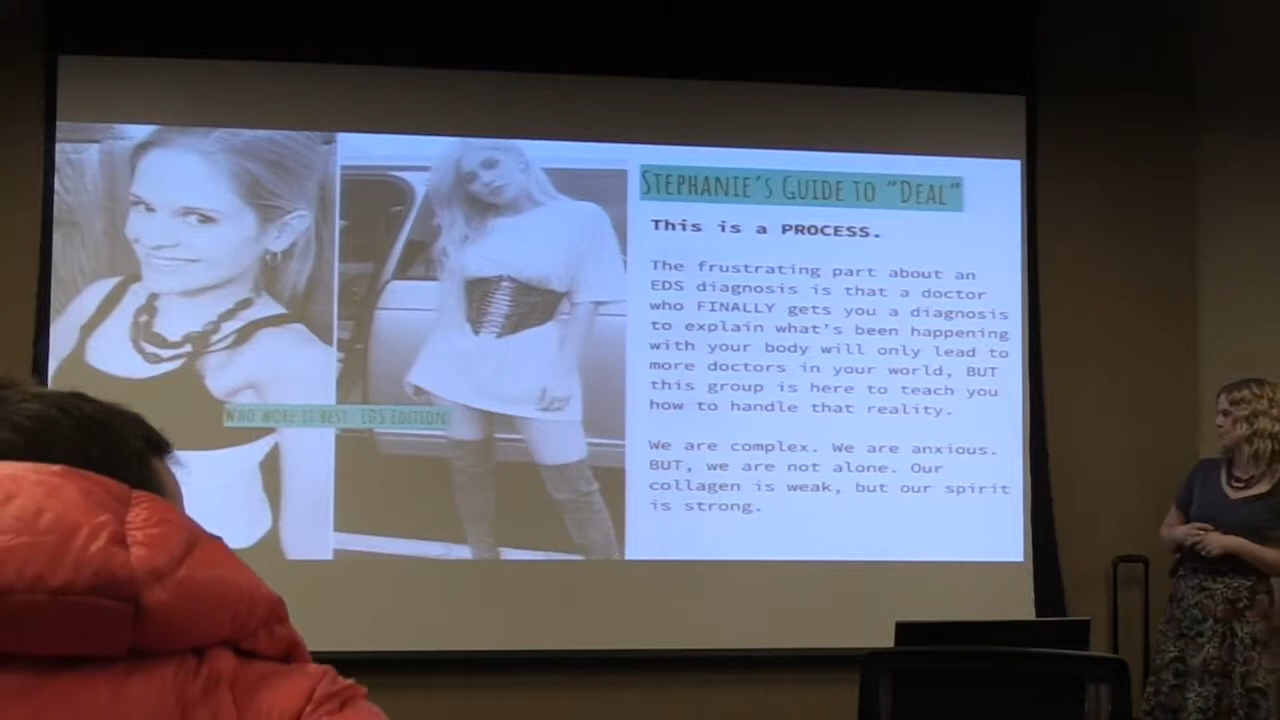 STEPHANIE'S GUIDE TO "DEAL"
This is a PROCESS.
The frustrating part about an
EDS diagnosis is that a doctor
who FINALLY gets you a diagnosis
to explain what's been happening
with your body will only lead to
more doctors in your world, BUT
this group is here to teach you
how to handle that reality.
We are complex. We are anxious.
BUT, we are not alone. Our
collagen is weak, but our spirit
is strong.
WHO WORE IT BEST: EDS EDITION